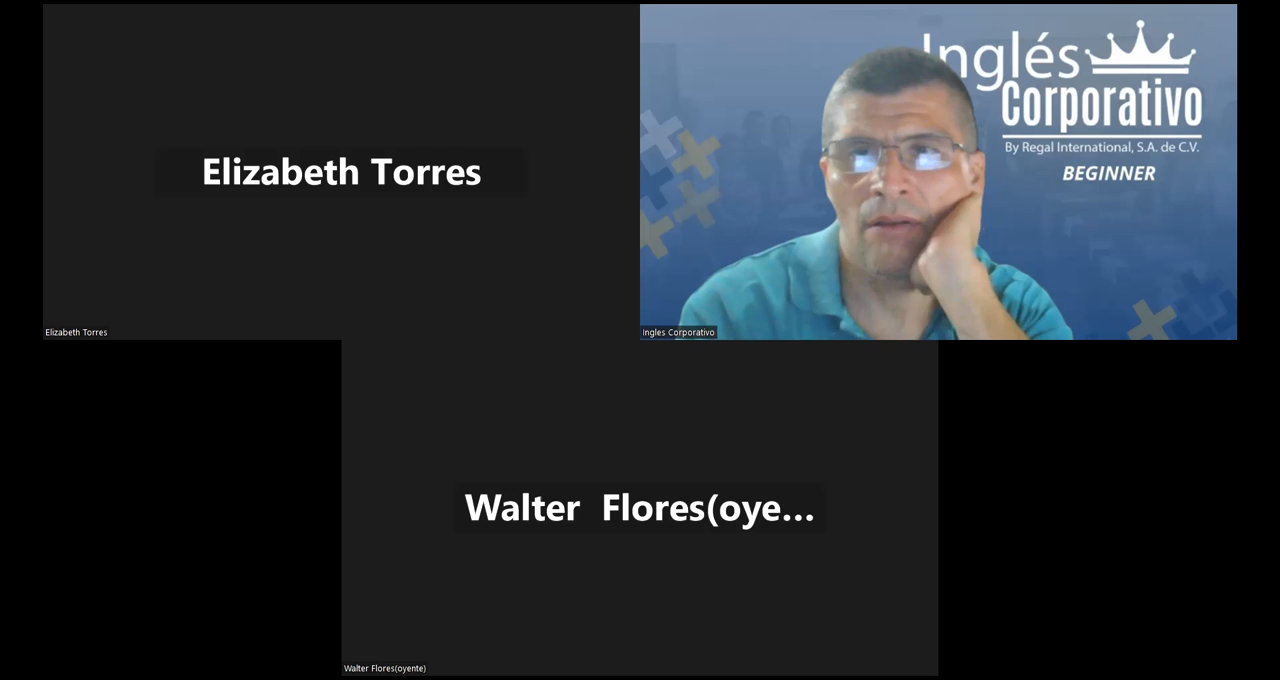 Elizabeth Torres
Elizabeth Torres
Inglés
Corporativo
By Regal International, S.A. de C.V.
BEGINNER
Ingles Corporativo
Walter Flores(oye...
Walter Flores(oyente)